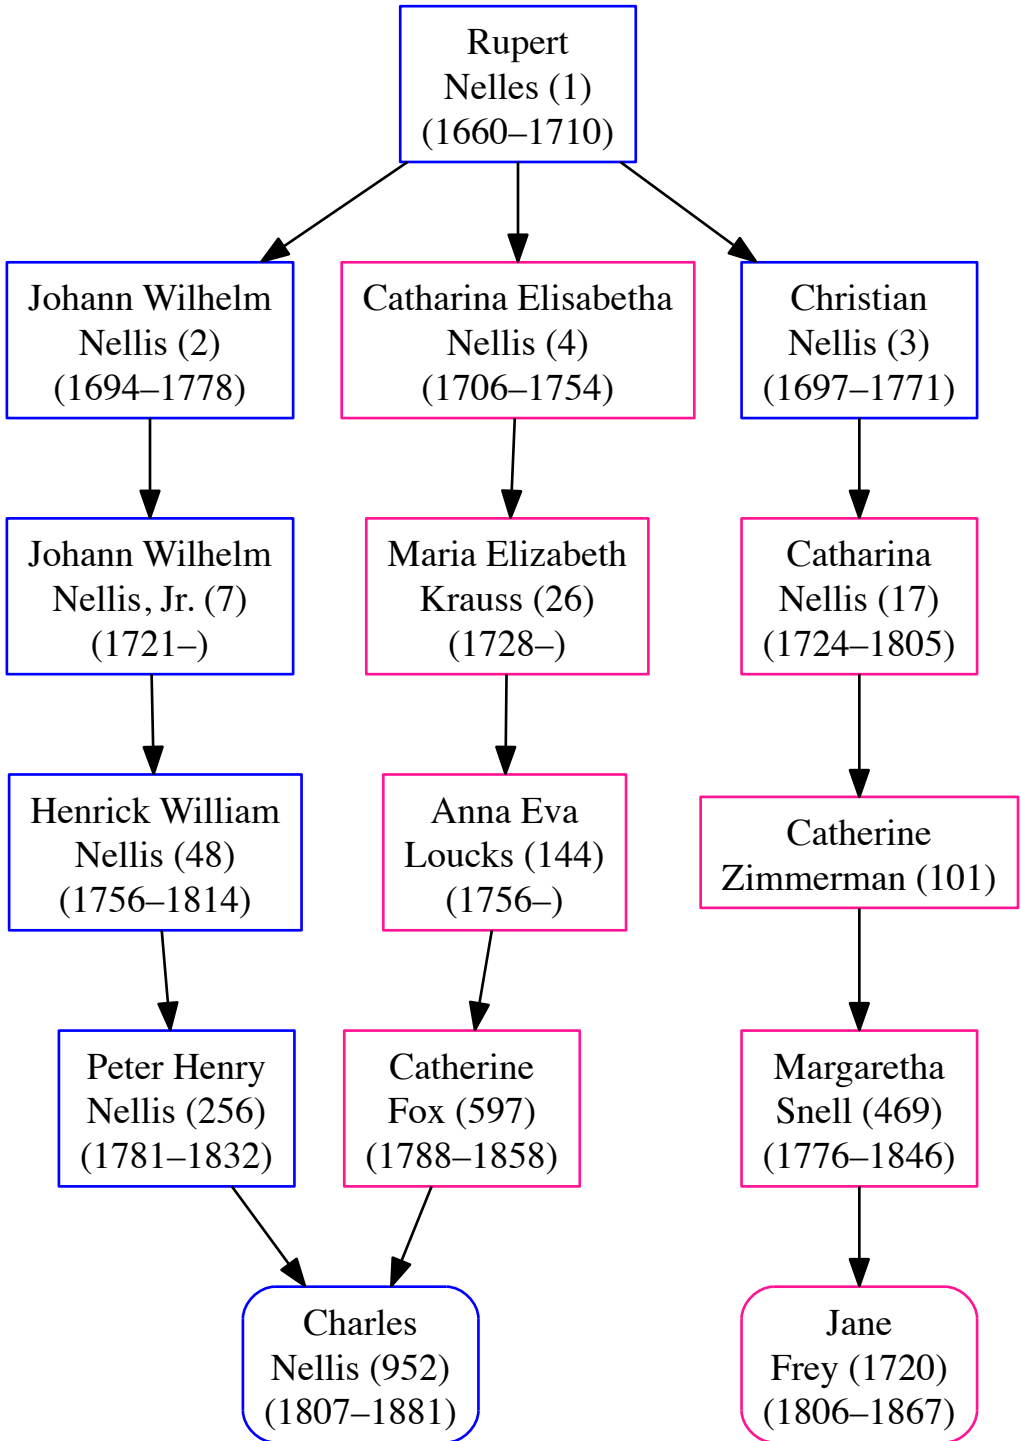 Rupert
Nelles (1)
(1660–1710)
Johann Wilhelm
Nellis (2)
(1694–1778)
Catharina Elisabetha
Nellis (4)
(1706–1754)
Christian
Nellis (3)
(1697–1771)
Johann Wilhelm
Nellis, Jr. (7)
(1721–)
Maria Elizabeth
Krauss (26)
(1728–)
Catharina
Nellis (17)
(1724–1805)
Henrick William
Nellis (48)
(1756–1814)
Anna Eva
Loucks (144)
(1756–)
Catherine
Zimmerman (101)
Peter Henry
Nellis (256)
(1781–1832)
Catherine
Fox (597)
(1788–1858)
Margaretha
Snell (469)
(1776–1846)
Charles
Nellis (952)
(1807–1881)
Jane
Frey (1720)
(1806–1867)